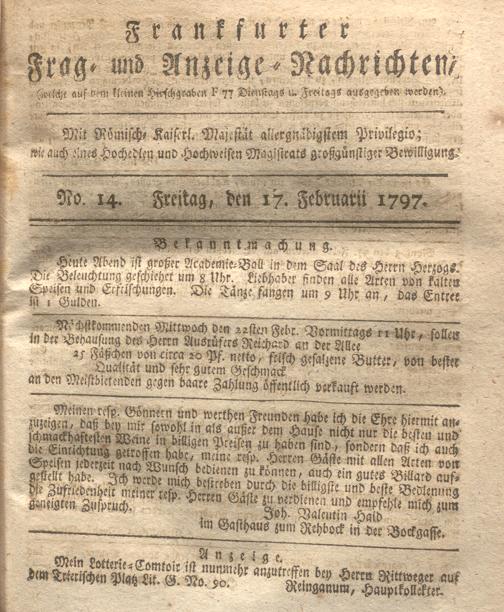 Frankfurter
Frag- und Anzeige-Nachrichten,
(welche auf dem kleinen Hirschgraben F 77 Dienstags u. Freitags ausgegeben werden).
Mit Römisch-Kaiserl. Majestät allergnädigstem Privilegio;
wie auch eines Hochedlen und Hochweisen Magistrats großgünstiger Bewilligung.
No. 14. Freitag, den 17. Februarii 1797.
Bekanntmachung.
Heute Abend ist großer Academie-Ball in dem Saal des Herrn Herzogs.
Die Beleuchtung geschiehet um 8 Uhr. Liebhaber finden alle Arten von kalten
Speisen und Erfrischungen. Die Tänze fangen um 9 Uhr an, das Entree
ist 1 Gulden.
Nächstkommenden Mittwoch den 22sten Febr. Vormittags 11 Uhr, sollen
in der Behausung des Herrn Ausrüfers Reichard an der Allee
25 Fäßchen von circa 20 Pf. netto, frisch gesalzene Butter, von bester
Qualität und sehr gutem Geschmack
an den Meistbietenden gegen baare Zahlung öffentlich verkauft werden.
Meinen resp. Gönnern und werthen Freunden habe ich die Ehre hiermit an-
zuzeigen, daß bey mir sowohl in als außer dem Hause nicht nur die besten und
schmackhaftesten Weine in billigen Preisen zu haben sind, sondern daß ich auch
die Einrichtung getroffen habe, meine resp. Herren Gäste mit allen Arten von
Speisen jederzeit nach Wunsch bedienen zu können, auch ein gutes Billard auf-
gestellt habe. Ich werde mich bestreben durch die billigste und beste Bedienung
die Zufriedenheit meiner resp. Herren Gäste zu verdienen und empfehle mich zum
geneigten Zuspruch.
Joh. Valentin Haid
im Gasthaus zum Rehbock in der Bockgasse.
Anzeige.
Mein Lotterie-Comtoir ist nunmehr anzutreffen bey Herrn Rittweger auf
dem Trierischen Platz Lit. G. No. 90.
Reinganum, Hauptkollekter.